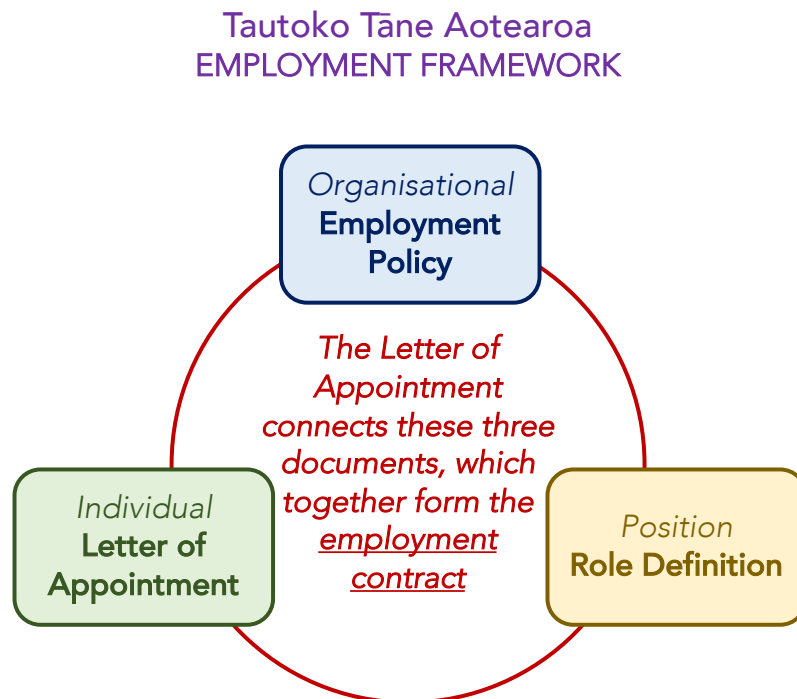 Tautoko Tāne Aotearoa
EMPLOYMENT FRAMEWORK
Organisational
Employment
Policy
The Letter of
Appointment
connects these three
documents, which
together form the
employment
contract
Individual
Letter of
Appointment
Position
Role Definition